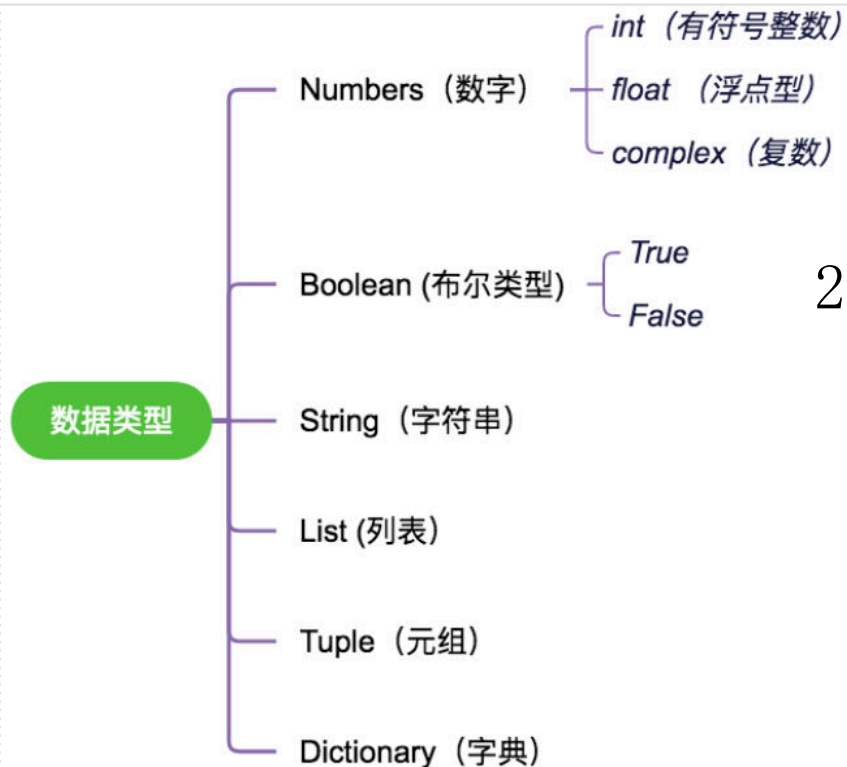 int（有符号整数）
Numbers（数字）
float （浮点型）
complex（复数）
True
Boolean (布尔类型)
2
False
数据类型
String（字符串）
List (列表）
Tuple（元组）
Dictionary（字典）